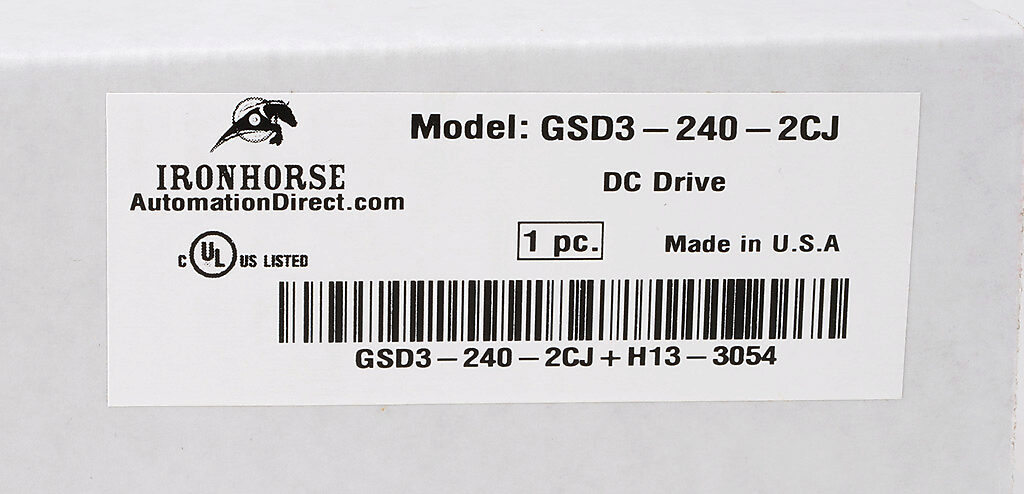 Model: GSD3-240-2CJ
IRONHORSE
AutomationDirect.com
DC Drive
1 pc.
Made in U.S.A
C UL US LISTED
GSD3-240-2CJ+H13-3054